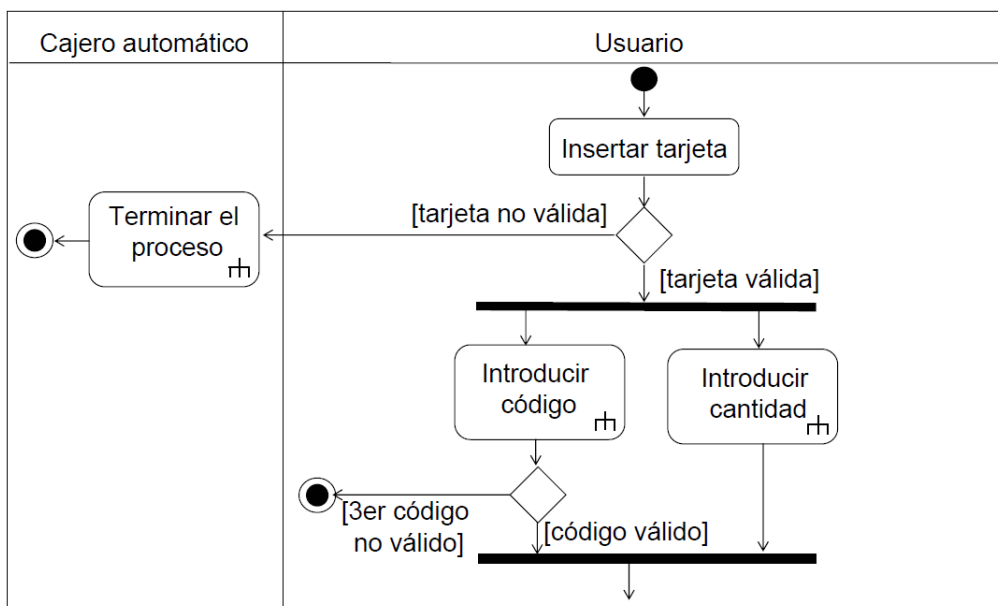 Cajero automático
Usuario
Insertar tarjeta
[tarjeta no válida]
Terminar el
proceso
[tarjeta válida]
Introducir
código
Introducir
cantidad
[3er código
no válido]
[código válido]